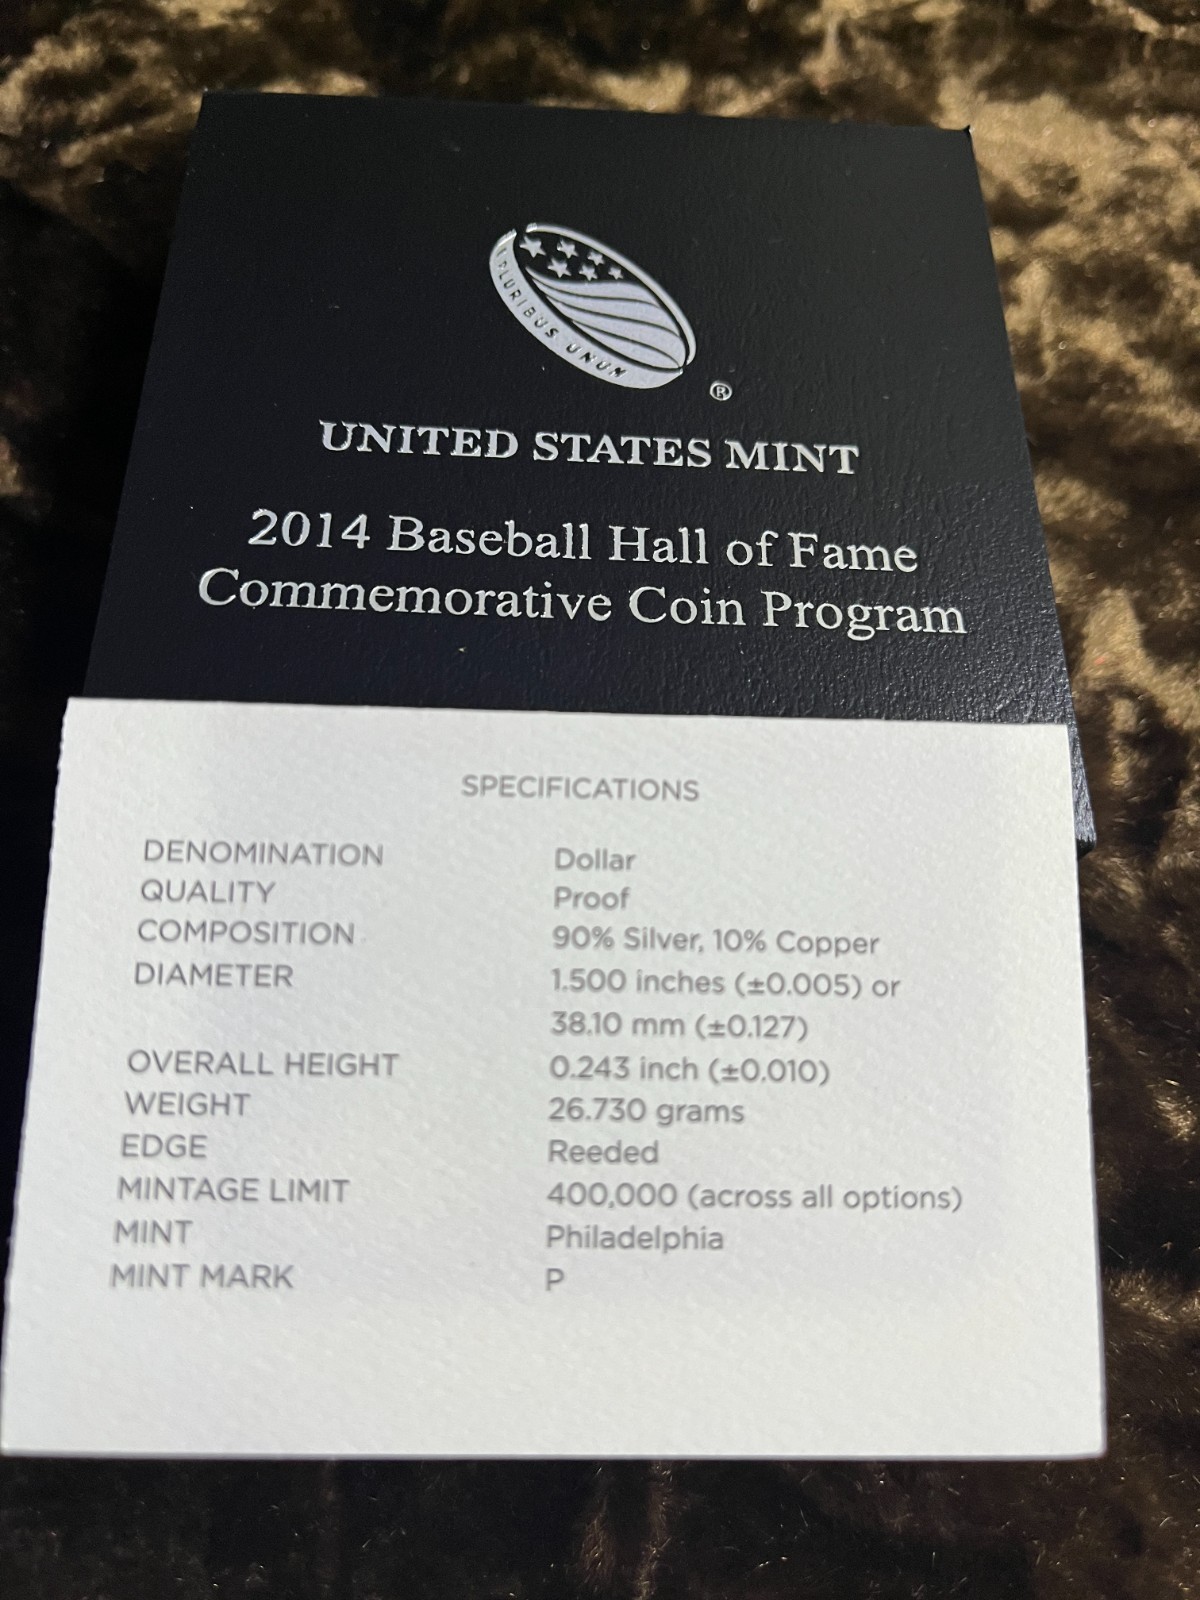 PLURIBUS UNUM
®
UNITED STATES MINT
2014 Baseball Hall of Fame
Commemorative Coin Program
SPECIFICATIONS
DENOMINATION Dollar
QUALITY Proof
COMPOSITION 90% Silver, 10% Copper
DIAMETER 1.500 inches (±0.005) or
38.10 mm (±0.127)
OVERALL HEIGHT 0.243 inch (±0.010)
WEIGHT 26.730 grams
EDGE Reeded
MINTAGE LIMIT 400,000 (across all options)
MINT Philadelphia
MINT MARK P